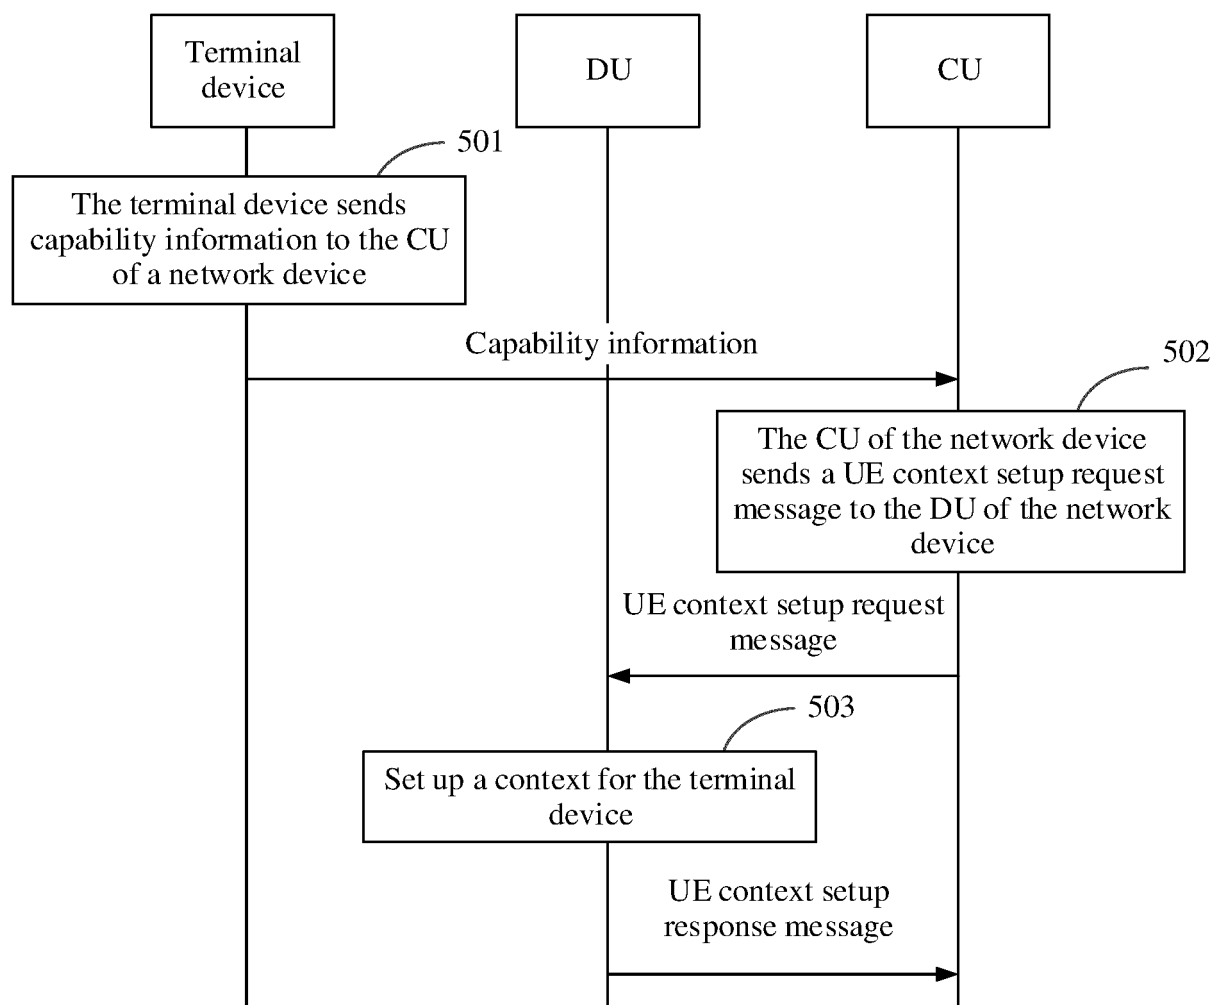 Terminal
device
DU
CU
501
The terminal device sends
capability information to the CU
of a network device
Capability information
502
The CU of the network device
sends a UE context setup request
message to the DU of the network
device
UE context setup request
message
503
Set up a context for the terminal
device
UE context setup
response message